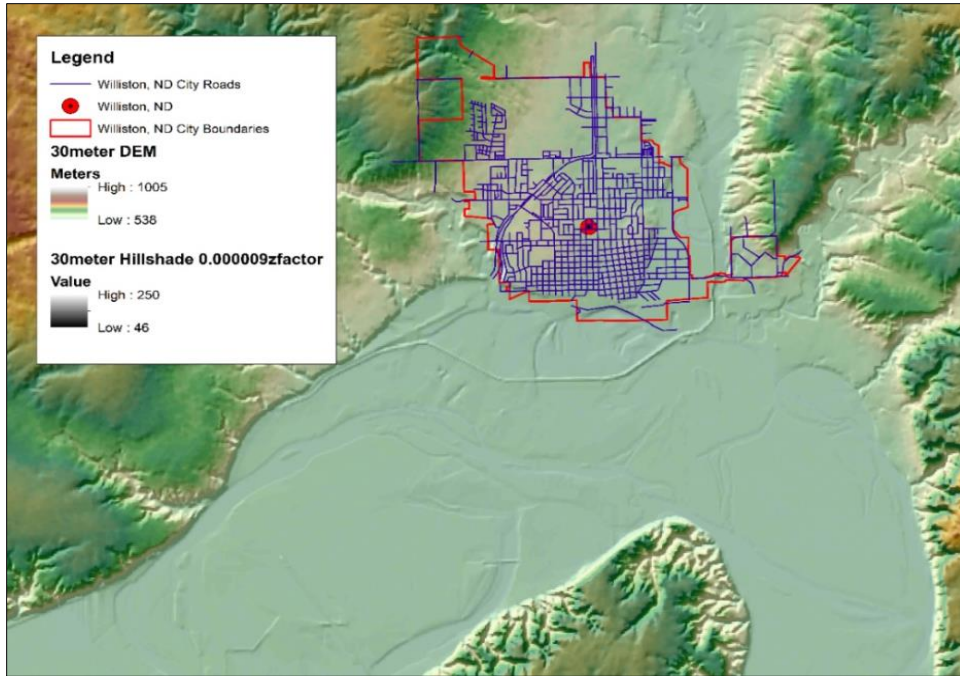 Legend
Williston, ND City Roads
Williston, ND
Williston, ND City Boundaries
30meter DEM
Meters
High : 1005
Low : 538
30meter Hillshade 0.000009zfactor
Value
High : 250
Low : 46